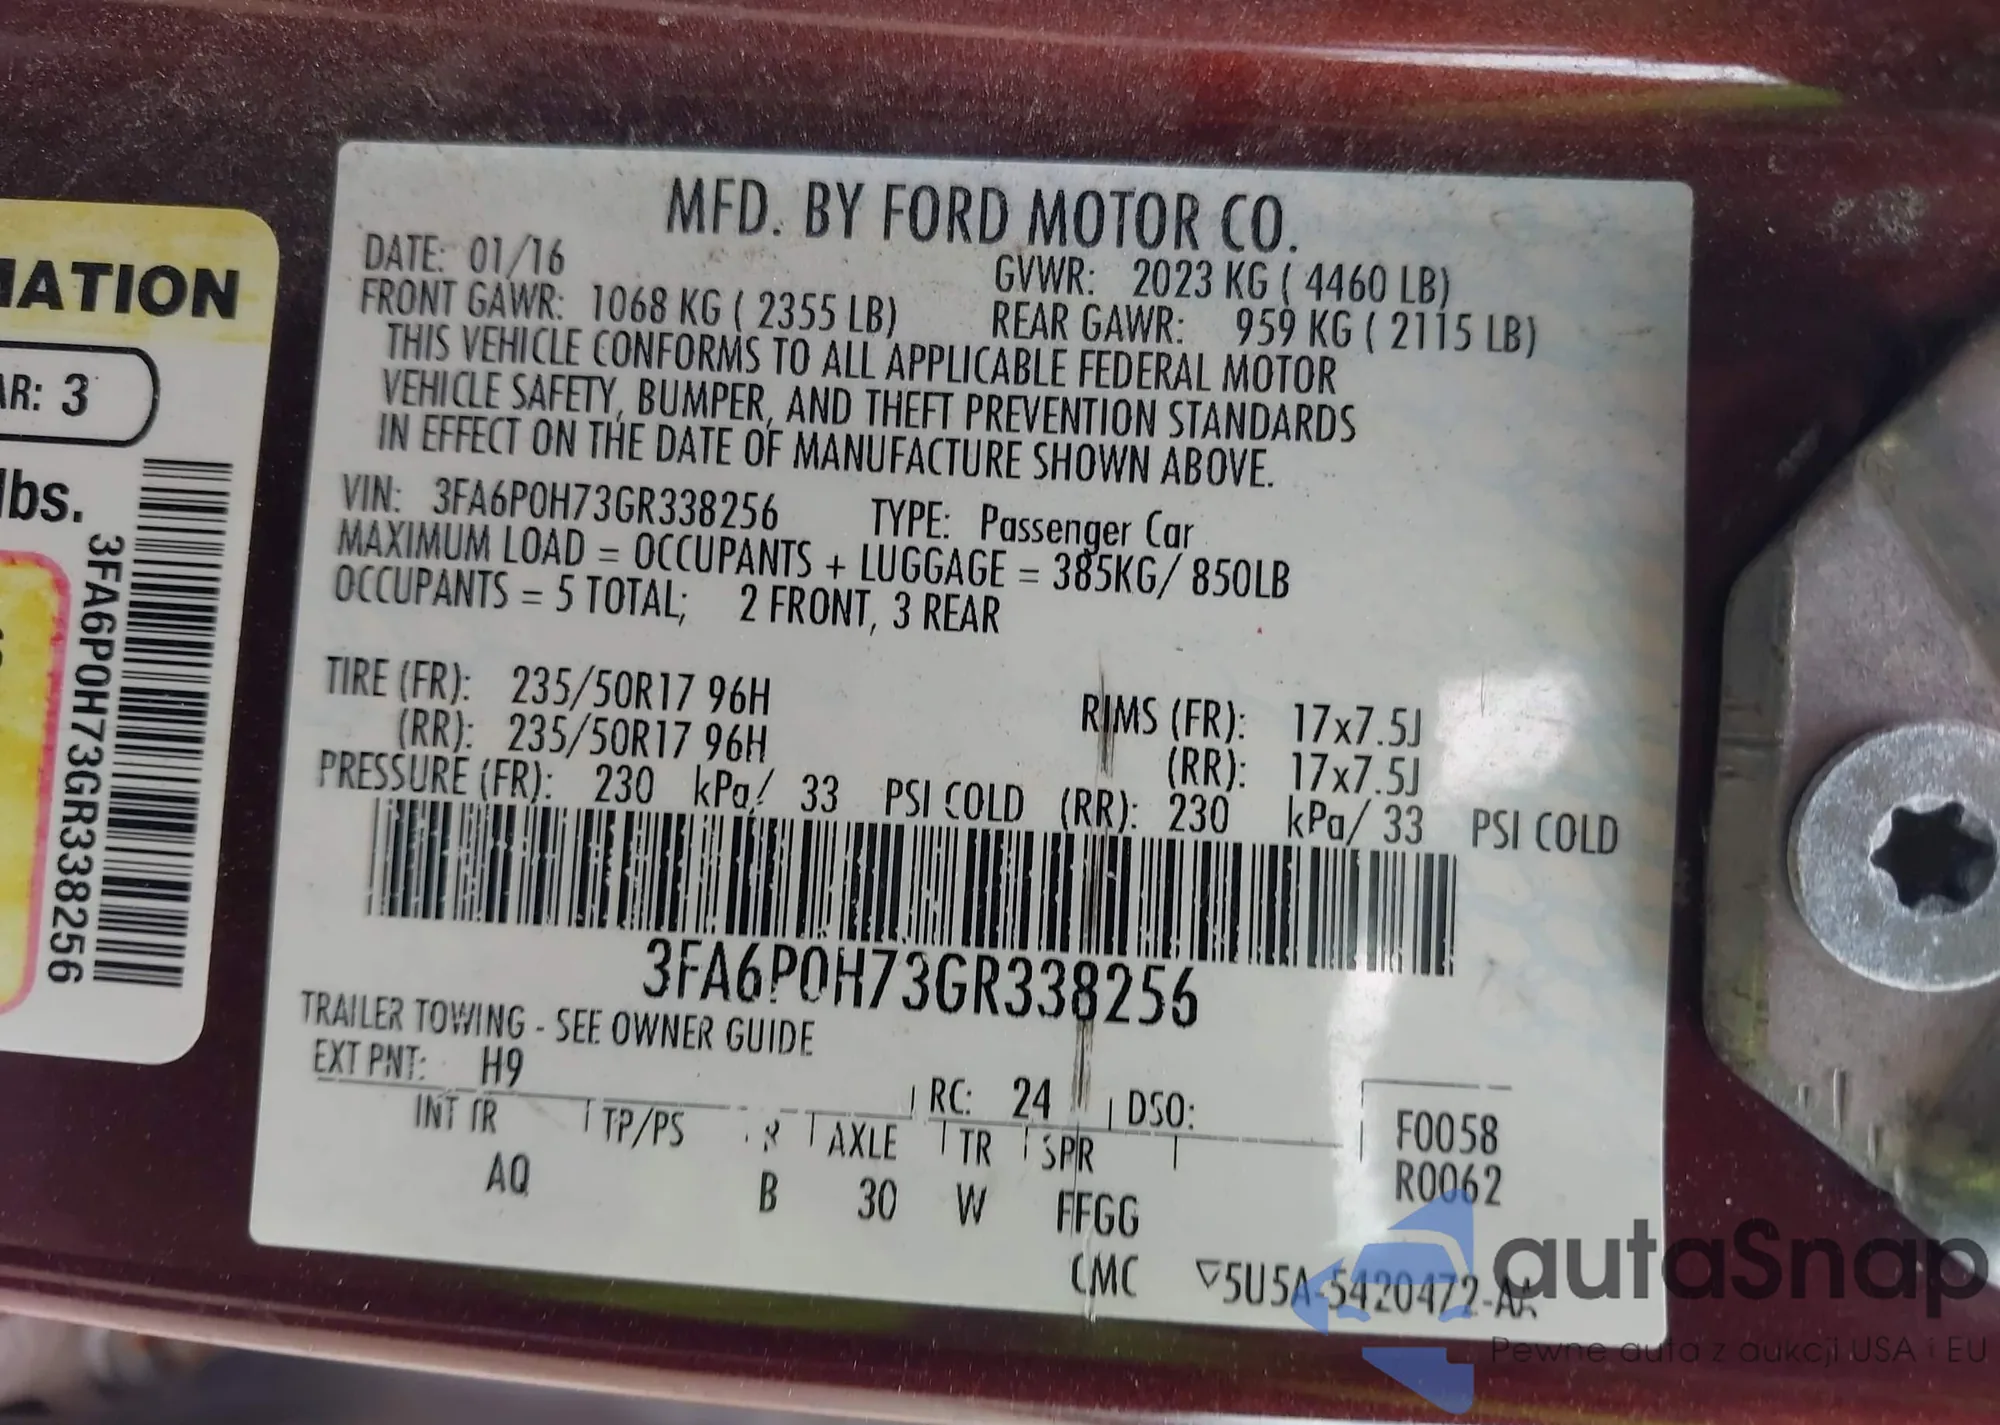 MATION
AR: 3
lbs.
3FA6P0H73GR338256
MFD. BY FORD MOTOR CO.
DATE: 01/16
GVWR: 2023 KG ( 4460 LB)
FRONT GAWR: 1068 KG ( 2355 LB) REAR GAWR: 959 KG ( 2115 LB)
THIS VEHICLE CONFORMS TO ALL APPLICABLE FEDERAL MOTOR
VEHICLE SAFETY, BUMPER, AND THEFT PREVENTION STANDARDS
IN EFFECT ON THE DATE OF MANUFACTURE SHOWN ABOVE.
VIN: 3FA6P0H73GR338256 TYPE: Passenger Car
MAXIMUM LOAD = OCCUPANTS + LUGGAGE = 385KG/ 850LB
OCCUPANTS = 5 TOTAL; 2 FRONT, 3 REAR
TIRE (FR): 235/50R17 96H RIMS (FR): 17x7.5J
(RR): 235/50R17 96H (RR): 17x7.5J
PRESSURE (FR): 230 kPa/ 33 PSI COLD (RR): 230 kPa/ 33 PSI COLD
3FA6P0H73GR338256
TRAILER TOWING - SEE OWNER GUIDE
EXT PNT: H9 RC: 24 DSO:
INT TR TP/PS R AXLE TR SPR F0058
AQ B 30 W FFGG R0062
CMC ▽5U5A-5420472-AA
autaSnap
Pewne auta z aukcji USA i EU